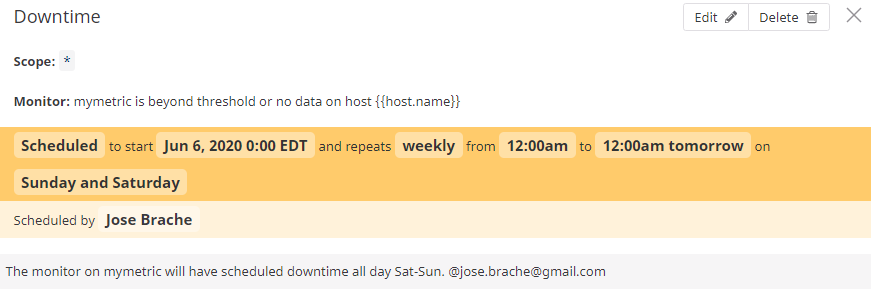 Downtime
Edit
Delete
Scope: *
Monitor: mymetric is beyond threshold or no data on host {{host.name}}
Scheduled to start Jun 6, 2020 0:00 EDT and repeats weekly from 12:00am to 12:00am tomorrow on
Sunday and Saturday
Scheduled by Jose Brache
The monitor on mymetric will have scheduled downtime all day Sat-Sun. @jose.brache@gmail.com